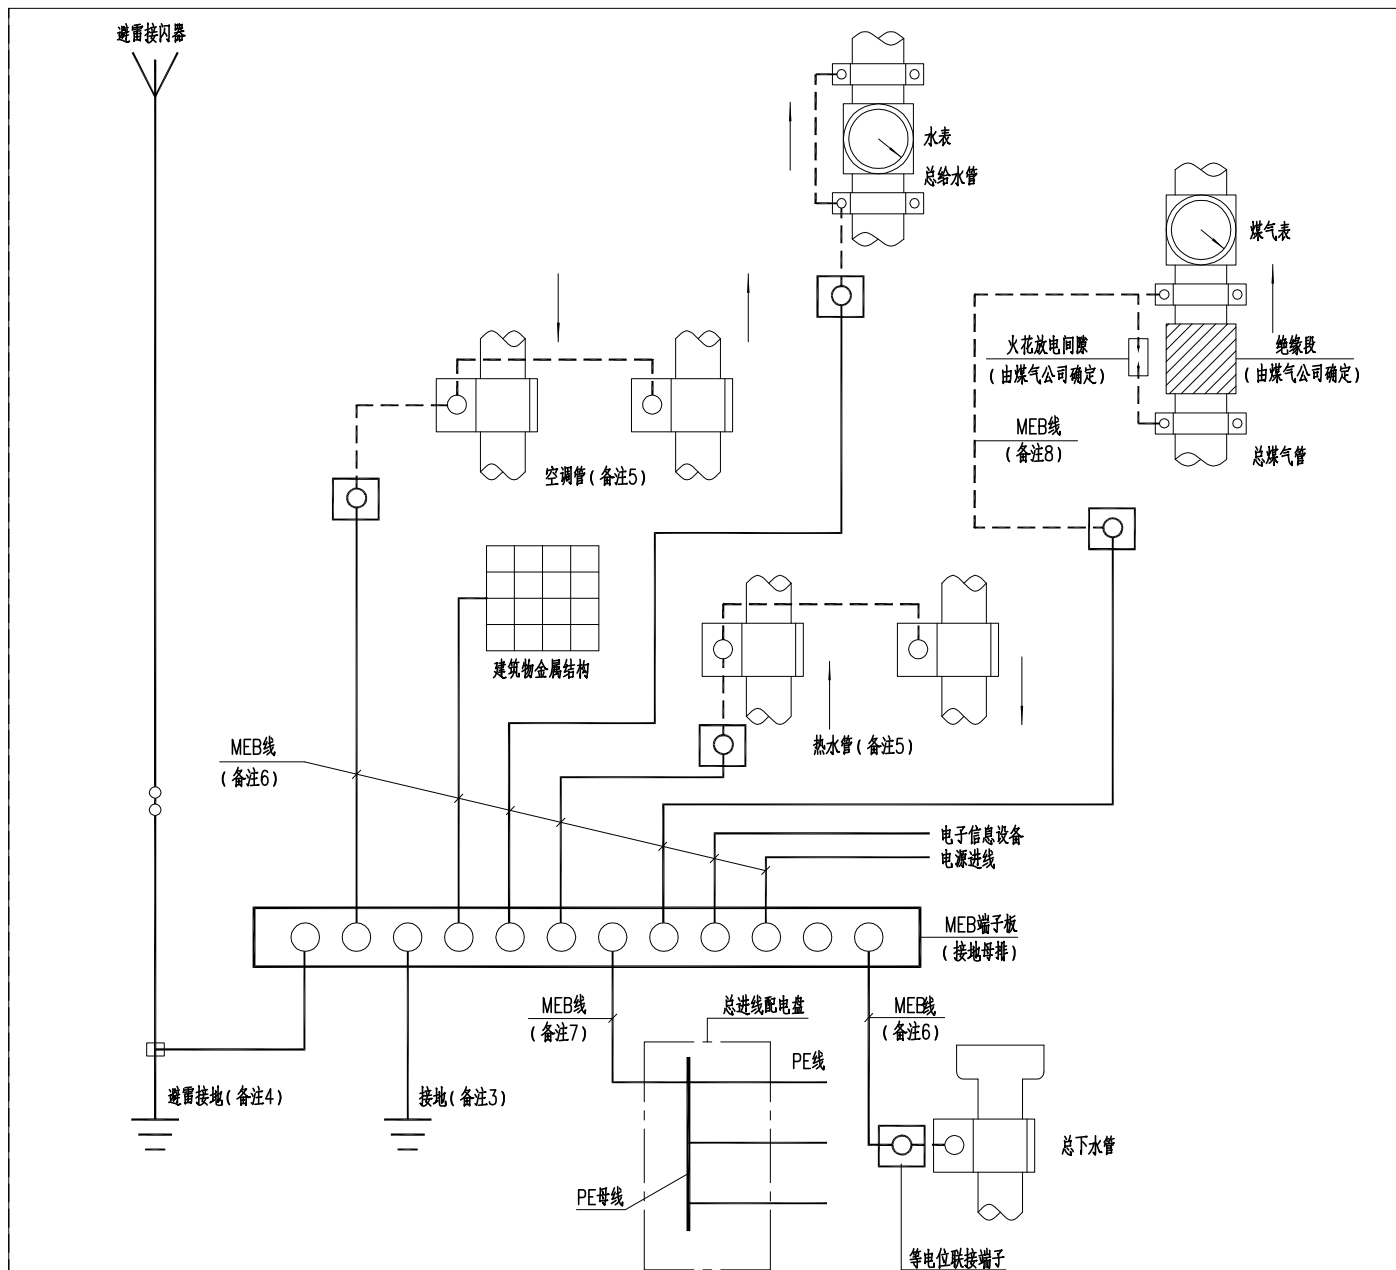 避雷接闪器
水表
总给水管
煤气表
火花放电间隙
(由煤气公司确定)
绝缘段
(由煤气公司确定)
MEB线
(备注8)
总煤气管
空调管(备注5)
建筑物金属结构
MEB线
(备注6)
热水管(备注5)
电子信息设备
电源进线
MEB端子板
(接地母排)
MEB线
(备注7)
总进线配电盘
MEB线
(备注6)
PE线
避雷接地(备注4)
接地(备注3)
总下水管
PE母线
等电位联接端子